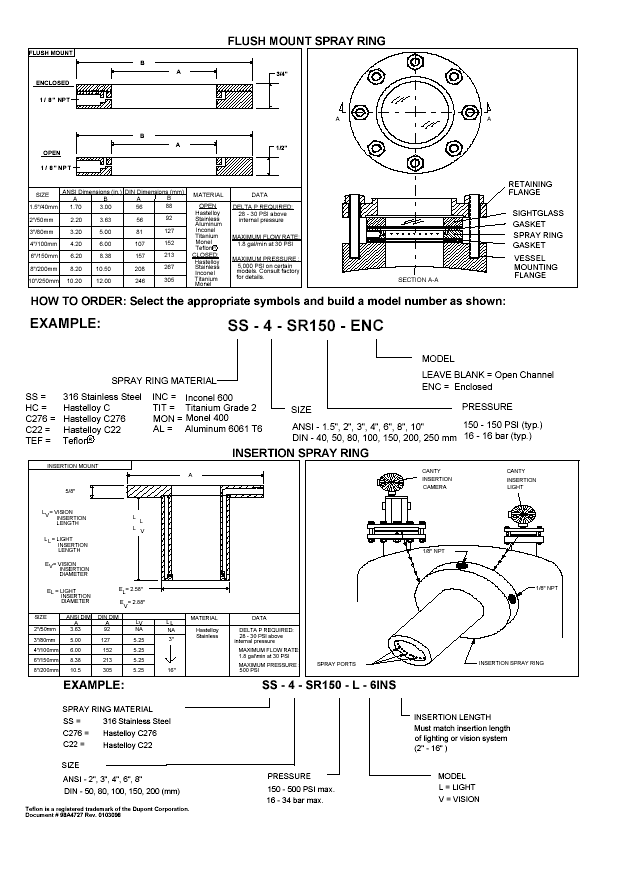 FLUSH MOUNT SPRAY RING
FLUSH MOUNT
B
A
3/4"
ENCLOSED
1/8" NPT
B
A
1/2"
OPEN
1/8" NPT
SIZE ANSI Dimensions (in.) DIN Dimensions (mm) MATERIAL DATA
A B A B
1.5"/40mm 1.70 3.00 56 88
2"/50mm 2.20 3.63 56 92
3"/80mm 3.20 5.00 81 127
4"/100mm 4.20 6.00 107 152
6"/150mm 6.20 8.38 157 213
8"/200mm 8.20 10.50 208 267
10"/250mm 10.20 12.00 246 305
OPEN
Hastelloy
Stainless
Aluminum
Inconel
Titanium
Monel
Teflon®
CLOSED
Hastelloy
Stainless
Inconel
Titanium
Monel
DELTA P REQUIRED:
28 - 30 PSI above
internal pressure
MAXIMUM FLOW RATE:
1.8 gal/min at 30 PSI
MAXIMUM PRESSURE:
5,000 PSI on certain
models. Consult factory
for details.
A A
RETAINING
FLANGE
SIGHTGLASS
GASKET
SPRAY RING
GASKET
VESSEL
MOUNTING
FLANGE
SECTION A-A
HOW TO ORDER: Select the appropriate symbols and build a model number as shown:
EXAMPLE:
SS - 4 - SR150 - ENC
MODEL
LEAVE BLANK = Open Channel
ENC = Enclosed
SPRAY RING MATERIAL
SS = 316 Stainless Steel INC = Inconel 600
HC = Hastelloy C TIT = Titanium Grade 2
C276 = Hastelloy C276 MON = Monel 400
C22 = Hastelloy C22 AL = Aluminum 6061 T6
TEF = Teflon®
SIZE
ANSI - 1.5", 2", 3", 4", 6", 8", 10"
DIN - 40, 50, 80, 100, 150, 200, 250 mm
PRESSURE
150 - 150 PSI (typ.)
16 - 16 bar (typ.)
INSERTION SPRAY RING
INSERTION MOUNT
A
5/8"
LV = VISION
INSERTION
LENGTH
LL = LIGHT
INSERTION
LENGTH
EV = VISION
INSERTION
DIAMETER
EL = LIGHT
INSERTION
DIAMETER
L L
L V
EL = 2.58"
EV = 2.88"
SIZE ANSI DIM DIN DIM LV LL MATERIAL DATA
A A
2"/50mm 3.63 92 NA NA
3"/80mm 5.00 127 5.25 3"
4"/100mm 6.00 152 5.25
6"/150mm 8.38 213 5.25
8"/200mm 10.5 305 5.25 16"
Hastelloy
Stainless
DELTA P REQUIRED:
28 - 30 PSI above
internal pressure
MAXIMUM FLOW RATE:
1.8 gal/min at 30 PSI
MAXIMUM PRESSURE
500 PSI
CANTY
INSERTION
CAMERA
CANTY
INSERTION
LIGHT
1/8" NPT
1/8" NPT
SPRAY PORTS
INSERTION SPRAY RING
EXAMPLE:
SS - 4 - SR150 - L - 6INS
SPRAY RING MATERIAL
SS = 316 Stainless Steel
C276 = Hastelloy C276
C22 = Hastelloy C22
INSERTION LENGTH
Must match insertion length
of lighting or vision system
(2" - 16" )
SIZE
ANSI - 2", 3", 4", 6", 8"
DIN - 50, 80, 100, 150, 200 (mm)
PRESSURE
150 - 500 PSI max.
16 - 34 bar max.
MODEL
L = LIGHT
V = VISION
Teflon is a registered trademark of the Dupont Corporation.
Document # 98A4727 Rev. 0103098